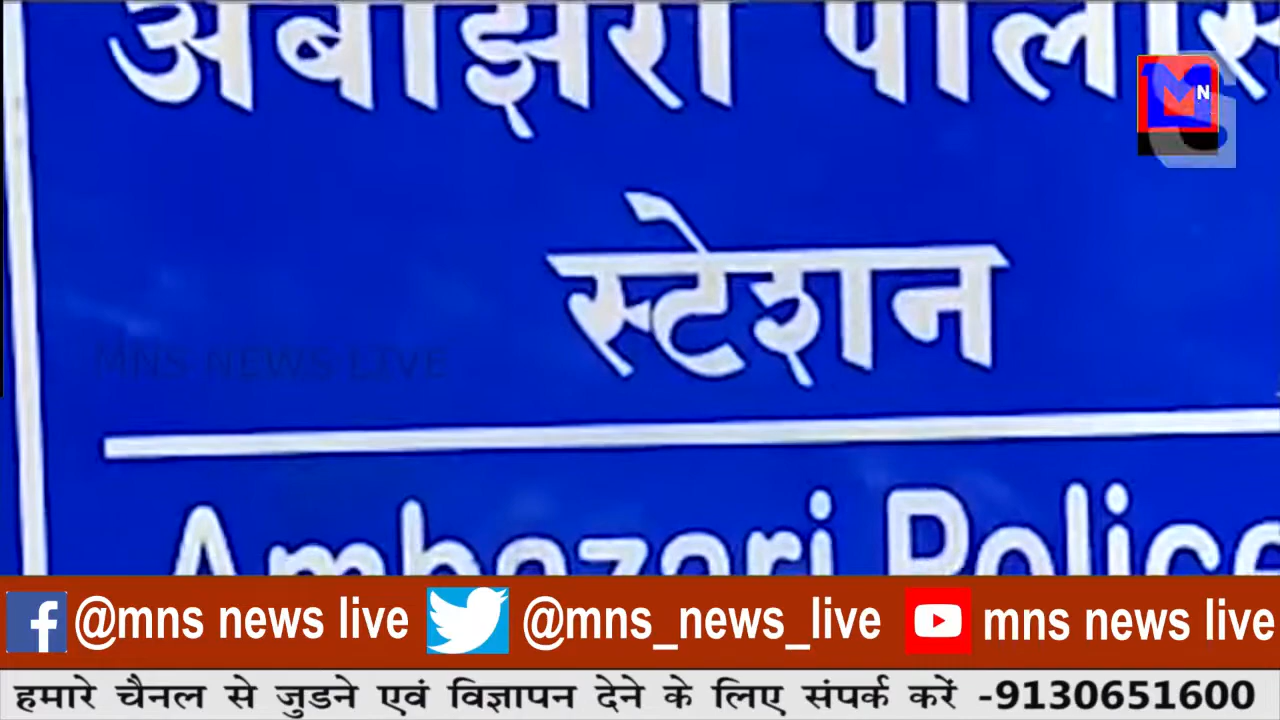 अंबाझरी पोलीस
स्टेशन
MNS NEWS LIVE
Ambazari Police
@mns news live @mns_news_live mns news live
हमारे चैनल से जुडने एवं विज्ञापन देने के लिए संपर्क करें -9130651600